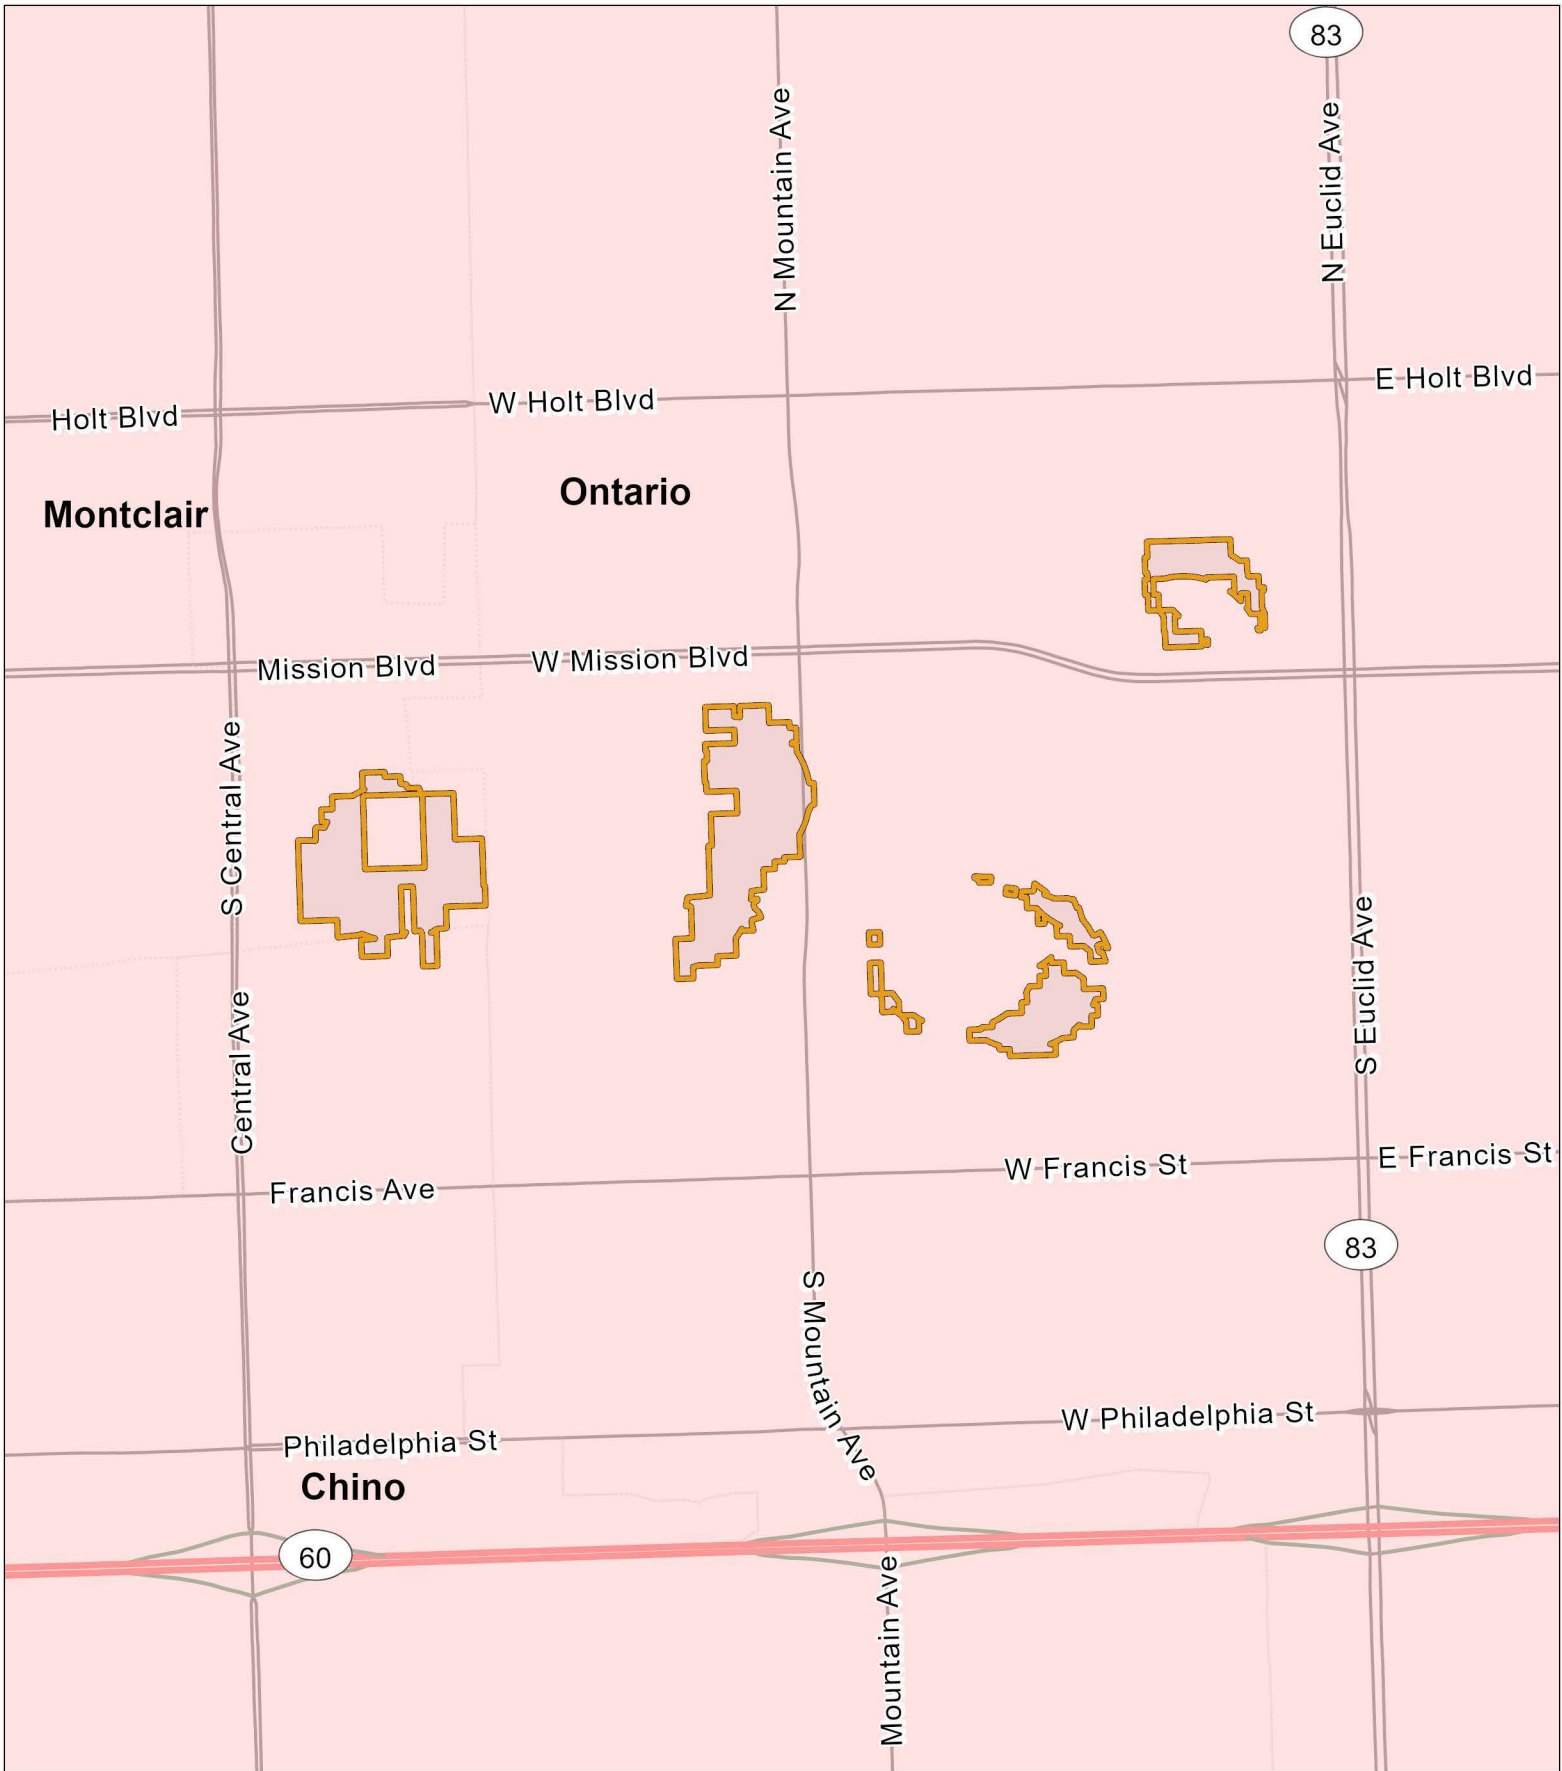 83
N Mountain Ave
N Euclid Ave
E Holt Blvd
W Holt Blvd
Holt Blvd
Ontario
Montclair
W Mission Blvd
Mission Blvd
S Central Ave
S Euclid Ave
Central Ave
E Francis St
W Francis St
Francis Ave
83
S Mountain Ave
W Philadelphia St
Philadelphia St
Chino
60
Mountain Ave